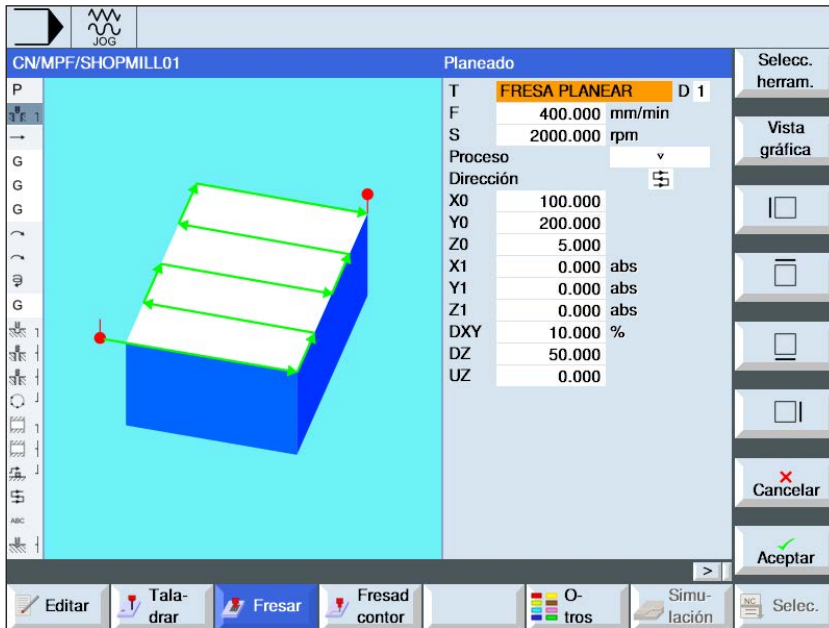 JOG
CN/MPF/SHOPMILL01
Planeado
Selecc.
herram.
P
T FRESA PLANEAR D 1
F 400.000 mm/min
S 2000.000 rpm
Proceso ▿
Dirección
X0 100.000
Y0 200.000
Z0 5.000
X1 0.000 abs
Y1 0.000 abs
Z1 0.000 abs
DXY 10.000 %
DZ 50.000
UZ 0.000
G
G
G
G
ABC
Vista
gráfica
Cancelar
Aceptar
>
Editar
Tala-
drar
Fresar
Fresad
contor
O-
tros
Simu-
lación
NC
Selec.